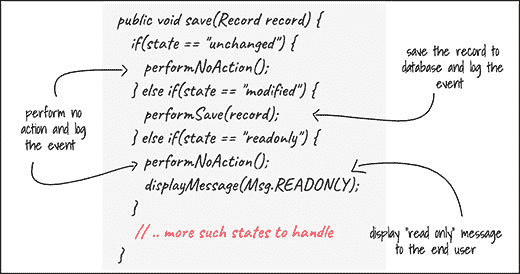 public void save(Record record) {
if(state == "unchanged") {
performNoAction();
} else if(state == "modified") {
performSave(record);
} else if(state == "readonly") {
performNoAction();
displayMessage(Msg.READONLY);
}
// .. more such states to handle
}
perform no
action and log
the event
save the record to
database and log the
event
display "read only" message
to the end user